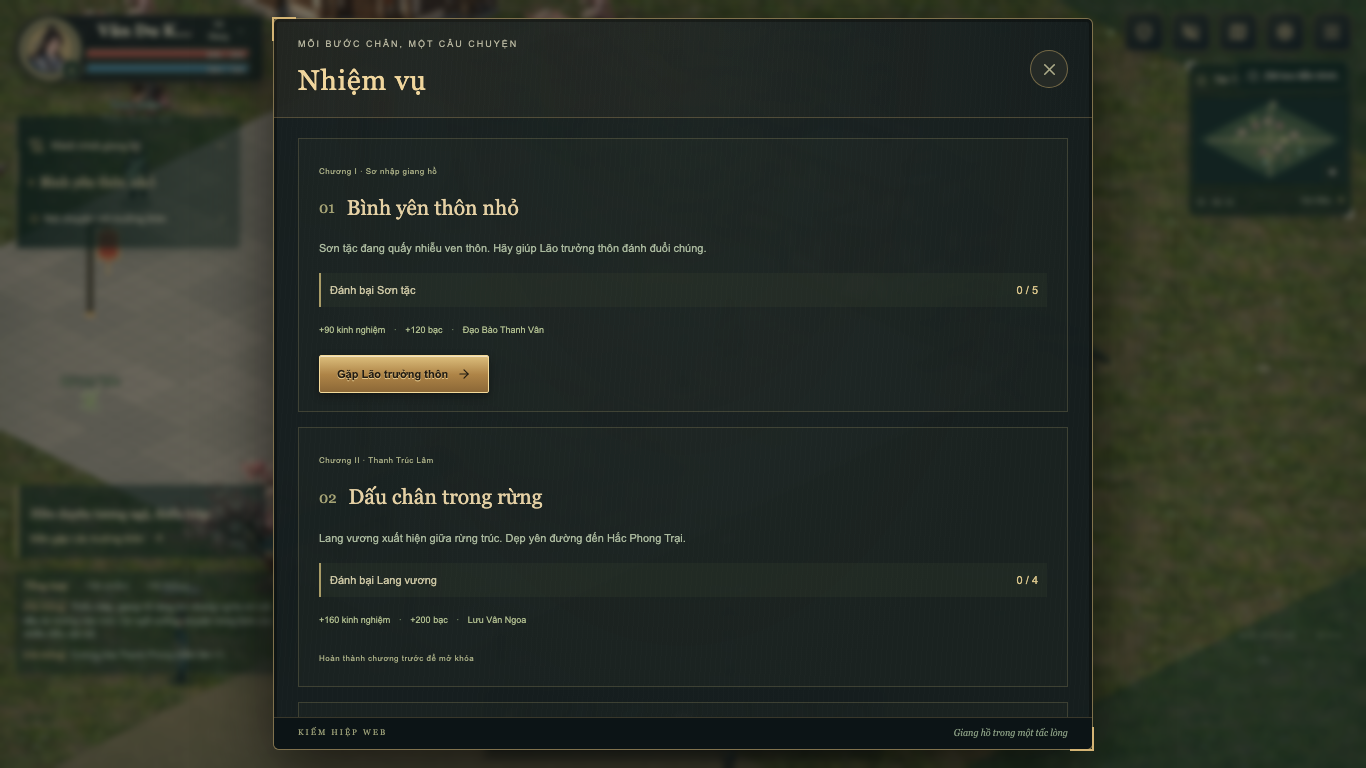 MỖI BƯỚC CHÂN, MỘT CÂU CHUYỆN
Nhiệm vụ
Chương I · Sơ nhập giang hồ
01 Bình yên thôn nhỏ
Sơn tặc đang quấy nhiễu ven thôn. Hãy giúp Lão trưởng thôn đánh đuổi chúng.
Đánh bại Sơn tặc 0 / 5
+90 kinh nghiệm · +120 bạc · Đạo Bào Thanh Vân
Gặp Lão trưởng thôn →
Chương II · Thanh Trúc Lâm
02 Dấu chân trong rừng
Lang vương xuất hiện giữa rừng trúc. Dẹp yên đường đến Hắc Phong Trại.
Đánh bại Lang vương 0 / 4
+160 kinh nghiệm · +200 bạc · Lưu Vân Ngoa
Hoàn thành chương trước để mở khóa
KIẾM HIỆP WEB
Giang hồ trong một tấc lòng